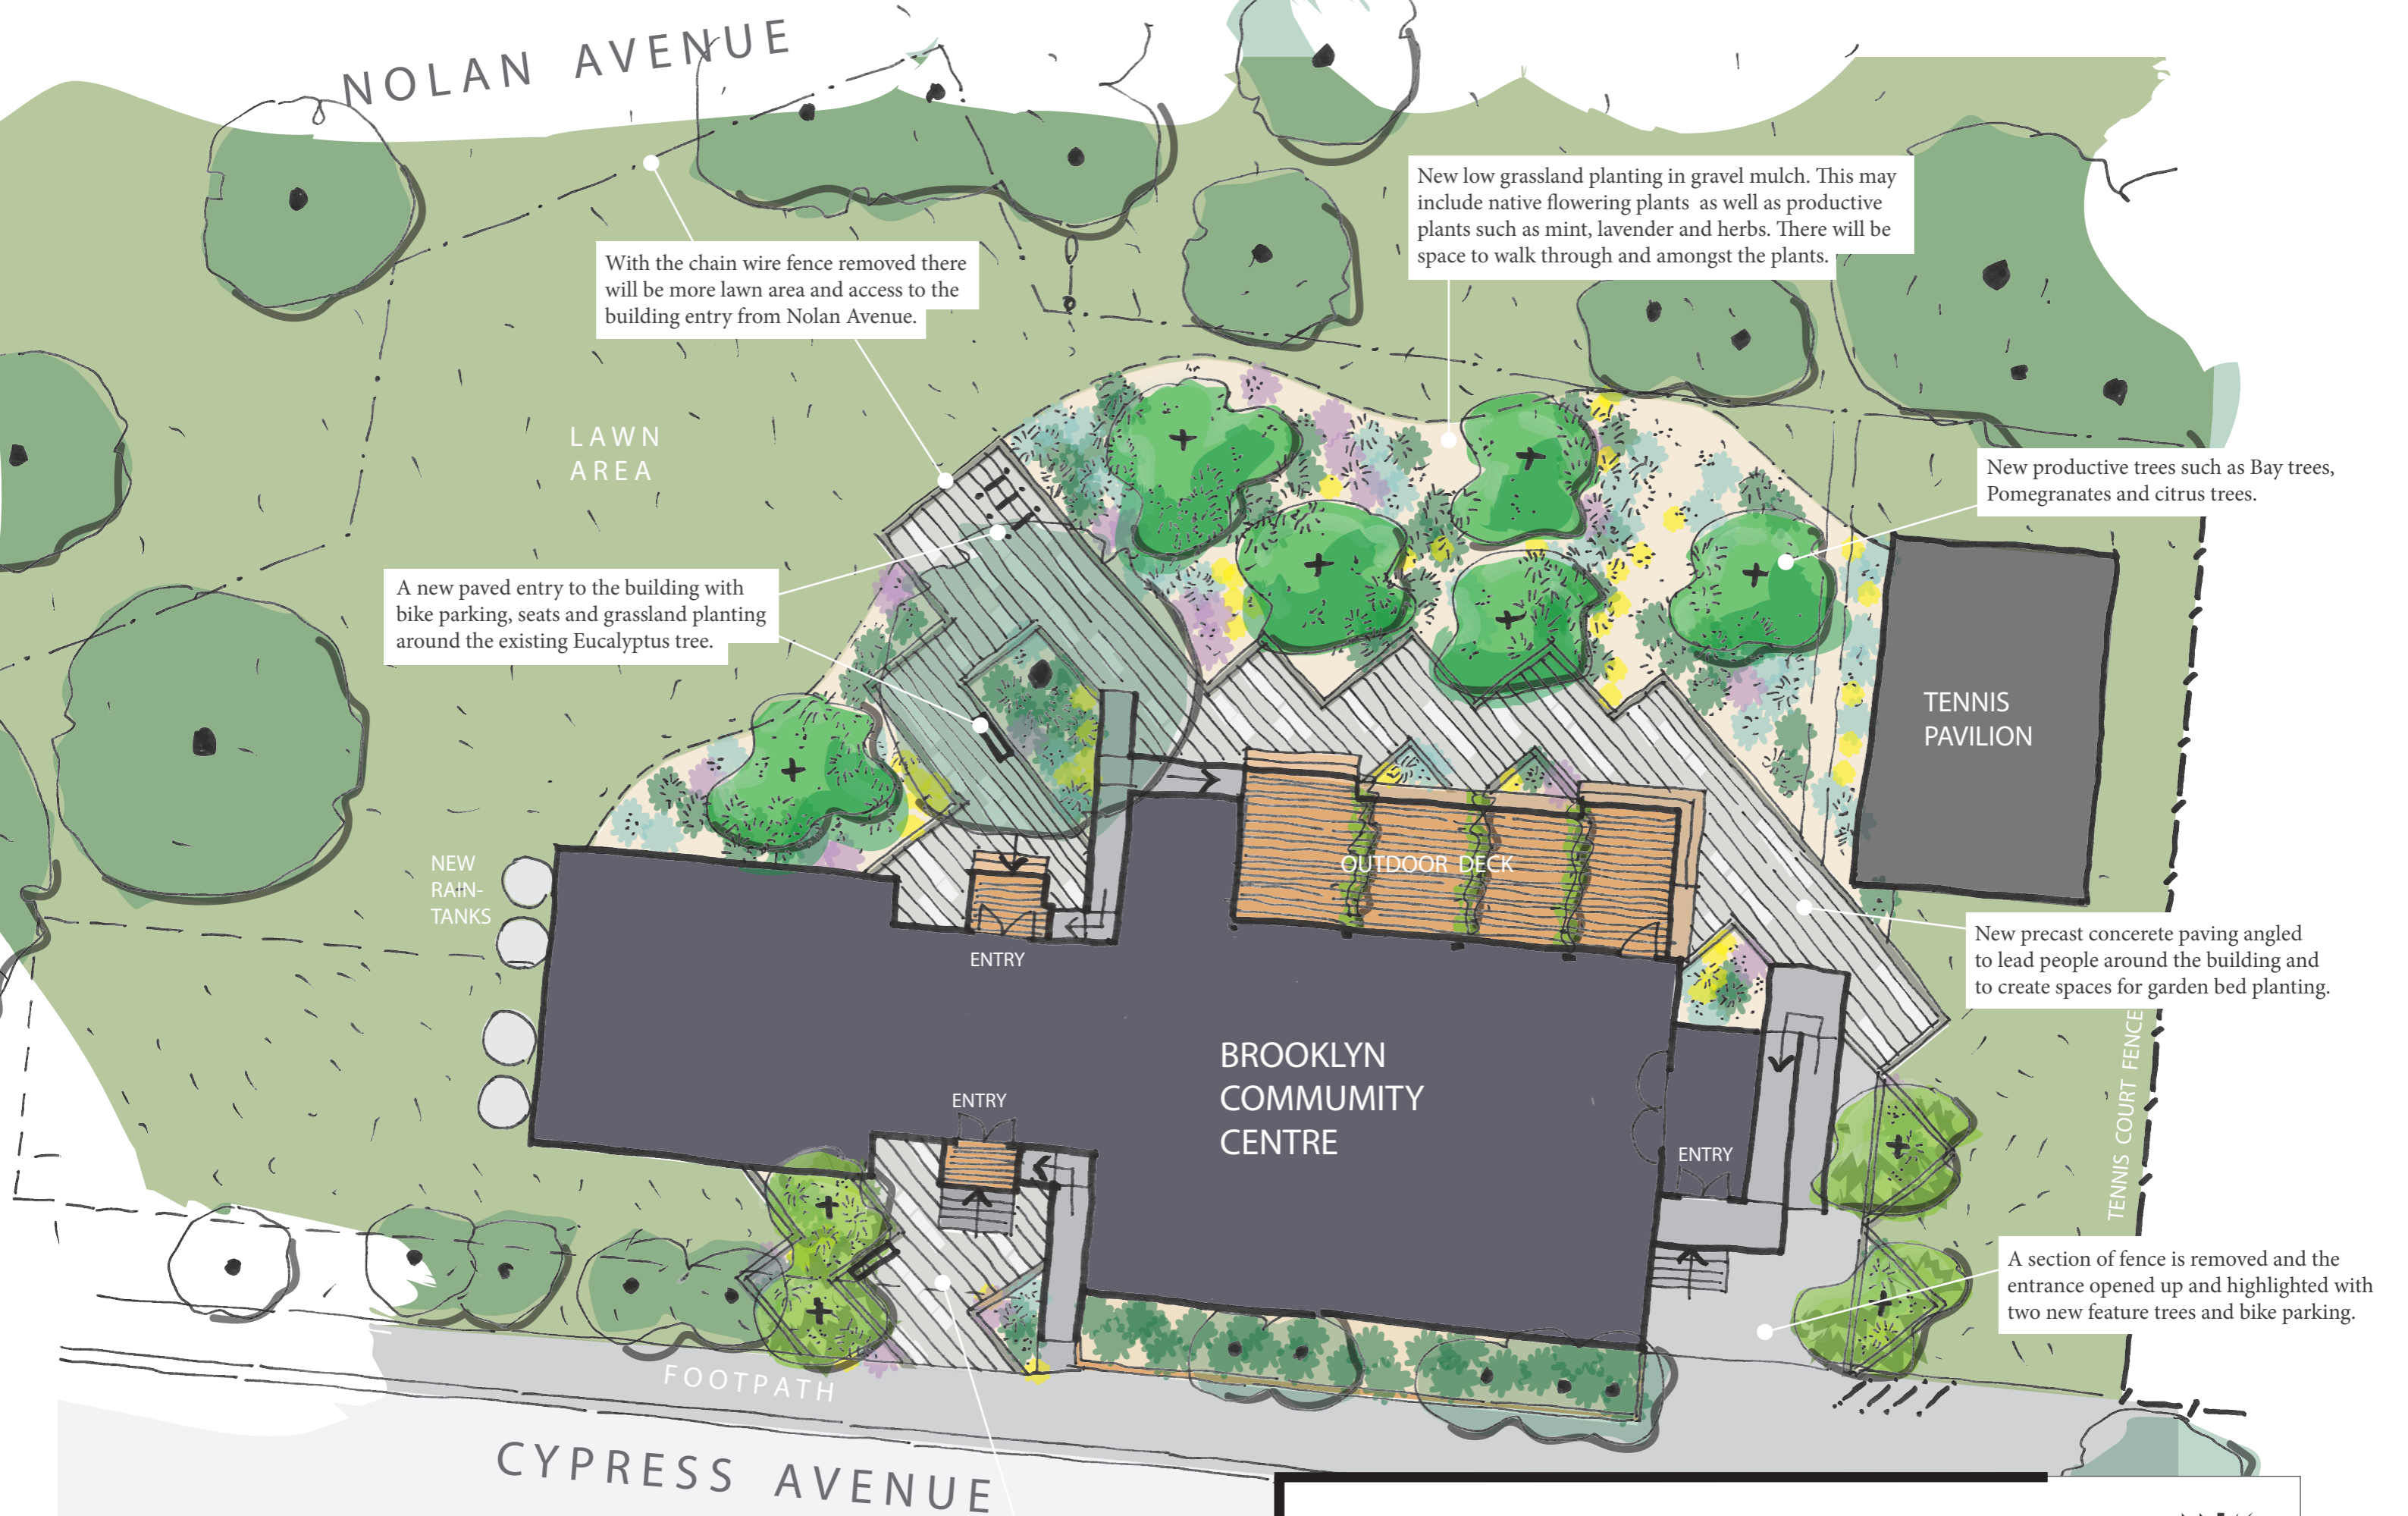 NOLAN AVENUE
New low grassland planting in gravel mulch. This may
include native flowering plants as well as productive
plants such as mint, lavender and herbs. There will be
space to walk through and amongst the plants.
With the chain wire fence removed there
will be more lawn area and access to the
building entry from Nolan Avenue.
LAWN
AREA
New productive trees such as Bay trees,
Pomegranates and citrus trees.
A new paved entry to the building with
bike parking, seats and grassland planting
around the existing Eucalyptus tree.
TENNIS
PAVILION
NEW
RAIN-
TANKS
OUTDOOR DECK
ENTRY
New precast concerete paving angled
to lead people around the building and
to create spaces for garden bed planting.
BROOKLYN
COMMUMITY
CENTRE
ENTRY
ENTRY
TENNIS COURT FENCE
A section of fence is removed and the
entrance opened up and highlighted with
two new feature trees and bike parking.
FOOTPATH
CYPRESS AVENUE